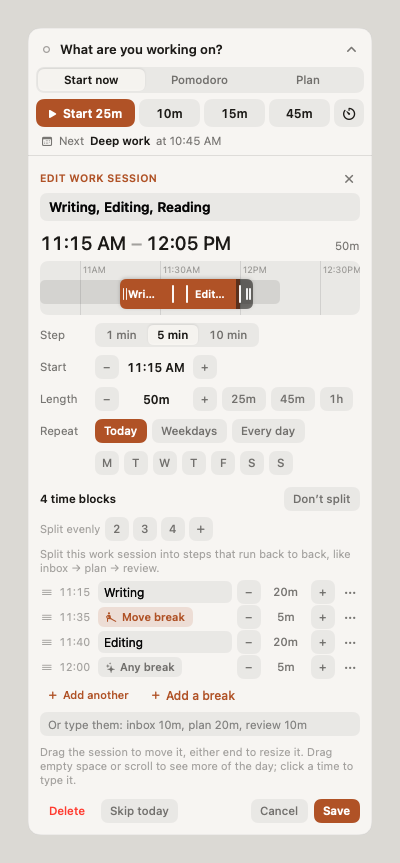 What are you working on?
Start now Pomodoro Plan
Start 25m 10m 15m 45m
Next Deep work at 10:45 AM
EDIT WORK SESSION
Writing, Editing, Reading
11:15 AM – 12:05 PM 50m
11AM 11:30AM 12PM 12:30PM
Wri... Edit...
Step 1 min 5 min 10 min
Start − 11:15 AM +
Length − 50m + 25m 45m 1h
Repeat Today Weekdays Every day
M T W T F S S
4 time blocks Don't split
Split evenly 2 3 4 +
Split this work session into steps that run back to back, like
inbox → plan → review.
11:15 Writing − 20m + ...
11:35 Move break − 5m + ...
11:40 Editing − 20m + ...
12:00 Any break − 5m + ...
+ Add another + Add a break
Or type them: inbox 10m, plan 20m, review 10m
Drag the session to move it, either end to resize it. Drag
empty space or scroll to see more of the day; click a time to
type it.
Delete Skip today Cancel Save